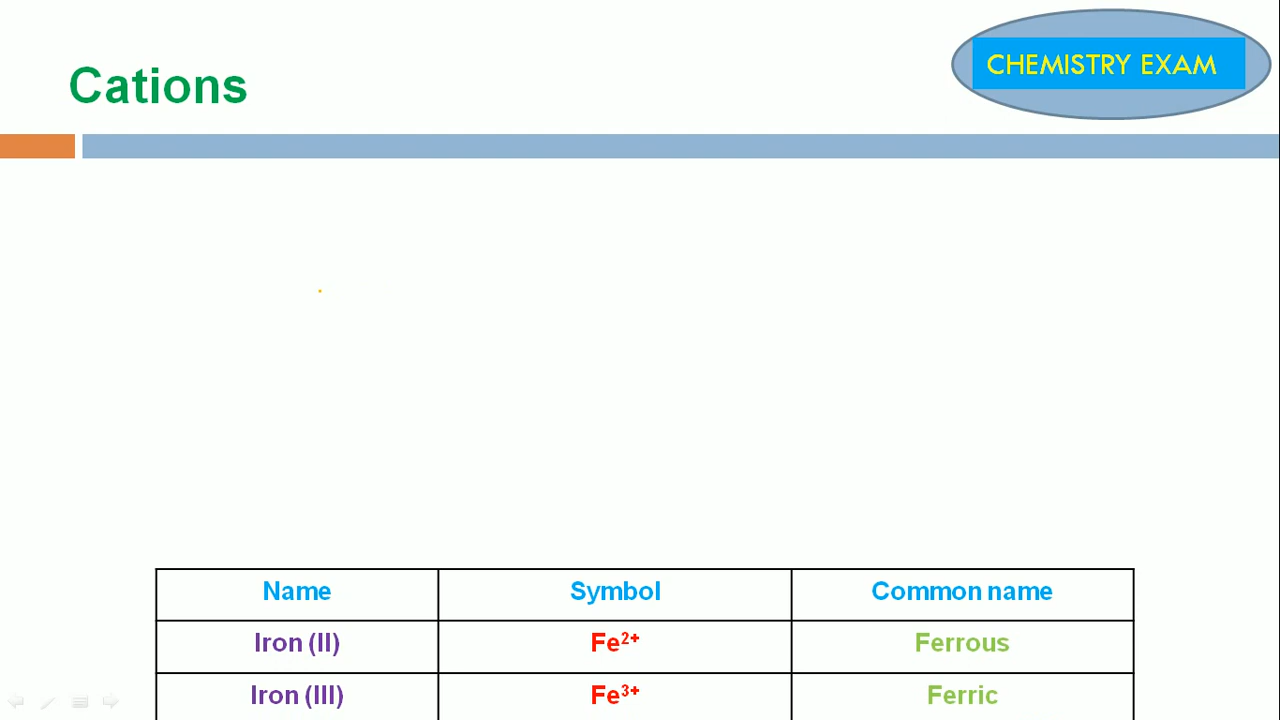 CHEMISTRY EXAM
Cations
Name Symbol Common name
Iron (II) Fe²⁺ Ferrous
Iron (III) Fe³⁺ Ferric